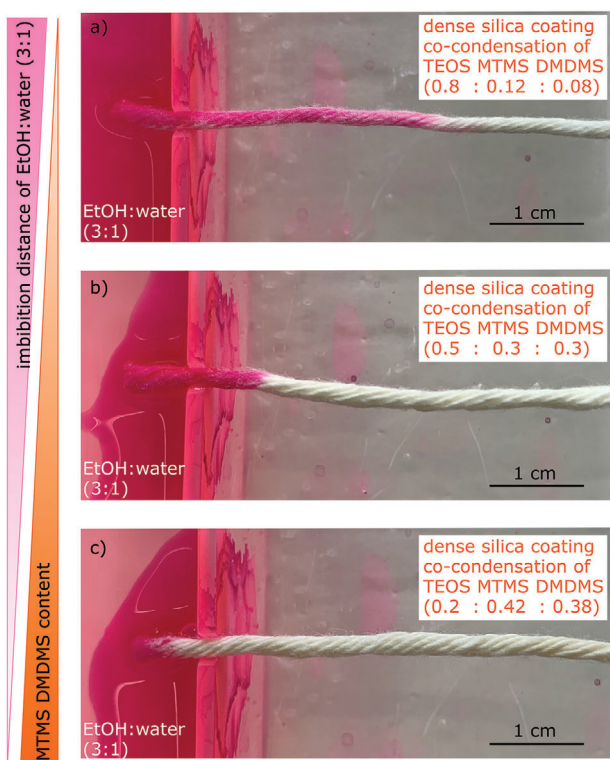 imbibition distance of EtOH:water (3:1)
MTMS DMDMS content
a)
dense silica coating
co-condensation of
TEOS MTMS DMDMS
(0.8 : 0.12 : 0.08)
EtOH:water
(3:1)
1 cm
b)
dense silica coating
co-condensation of
TEOS MTMS DMDMS
(0.5 : 0.3 : 0.3)
EtOH:water
(3:1)
1 cm
c)
dense silica coating
co-condensation of
TEOS MTMS DMDMS
(0.2 : 0.42 : 0.38)
EtOH:water
(3:1)
1 cm